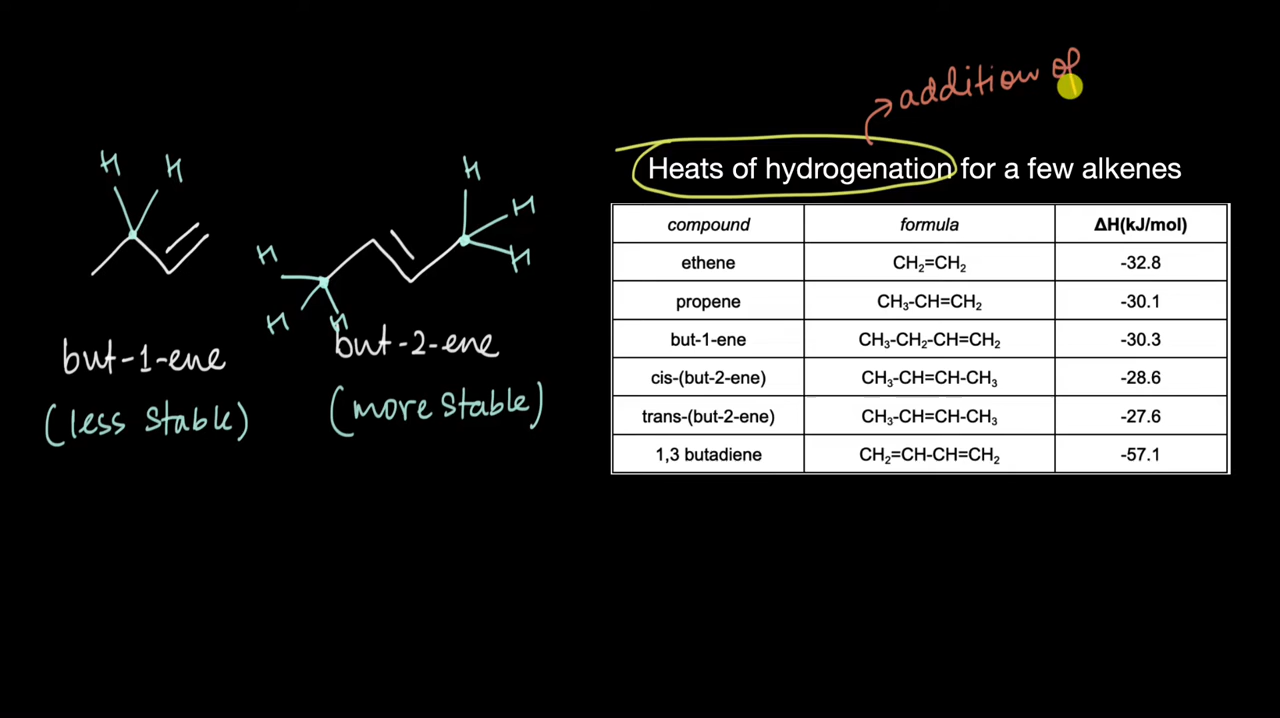 addition of
Heats of hydrogenation for a few alkenes
H H
H
H
H
H
H H
but-1-ene
(less stable)
but-2-ene
(more stable)
compound formula ΔH(kJ/mol)
ethene CH₂=CH₂ -32.8
propene CH₃-CH=CH₂ -30.1
but-1-ene CH₃-CH₂-CH=CH₂ -30.3
cis-(but-2-ene) CH₃-CH=CH-CH₃ -28.6
trans-(but-2-ene) CH₃-CH=CH-CH₃ -27.6
1,3 butadiene CH₂=CH-CH=CH₂ -57.1